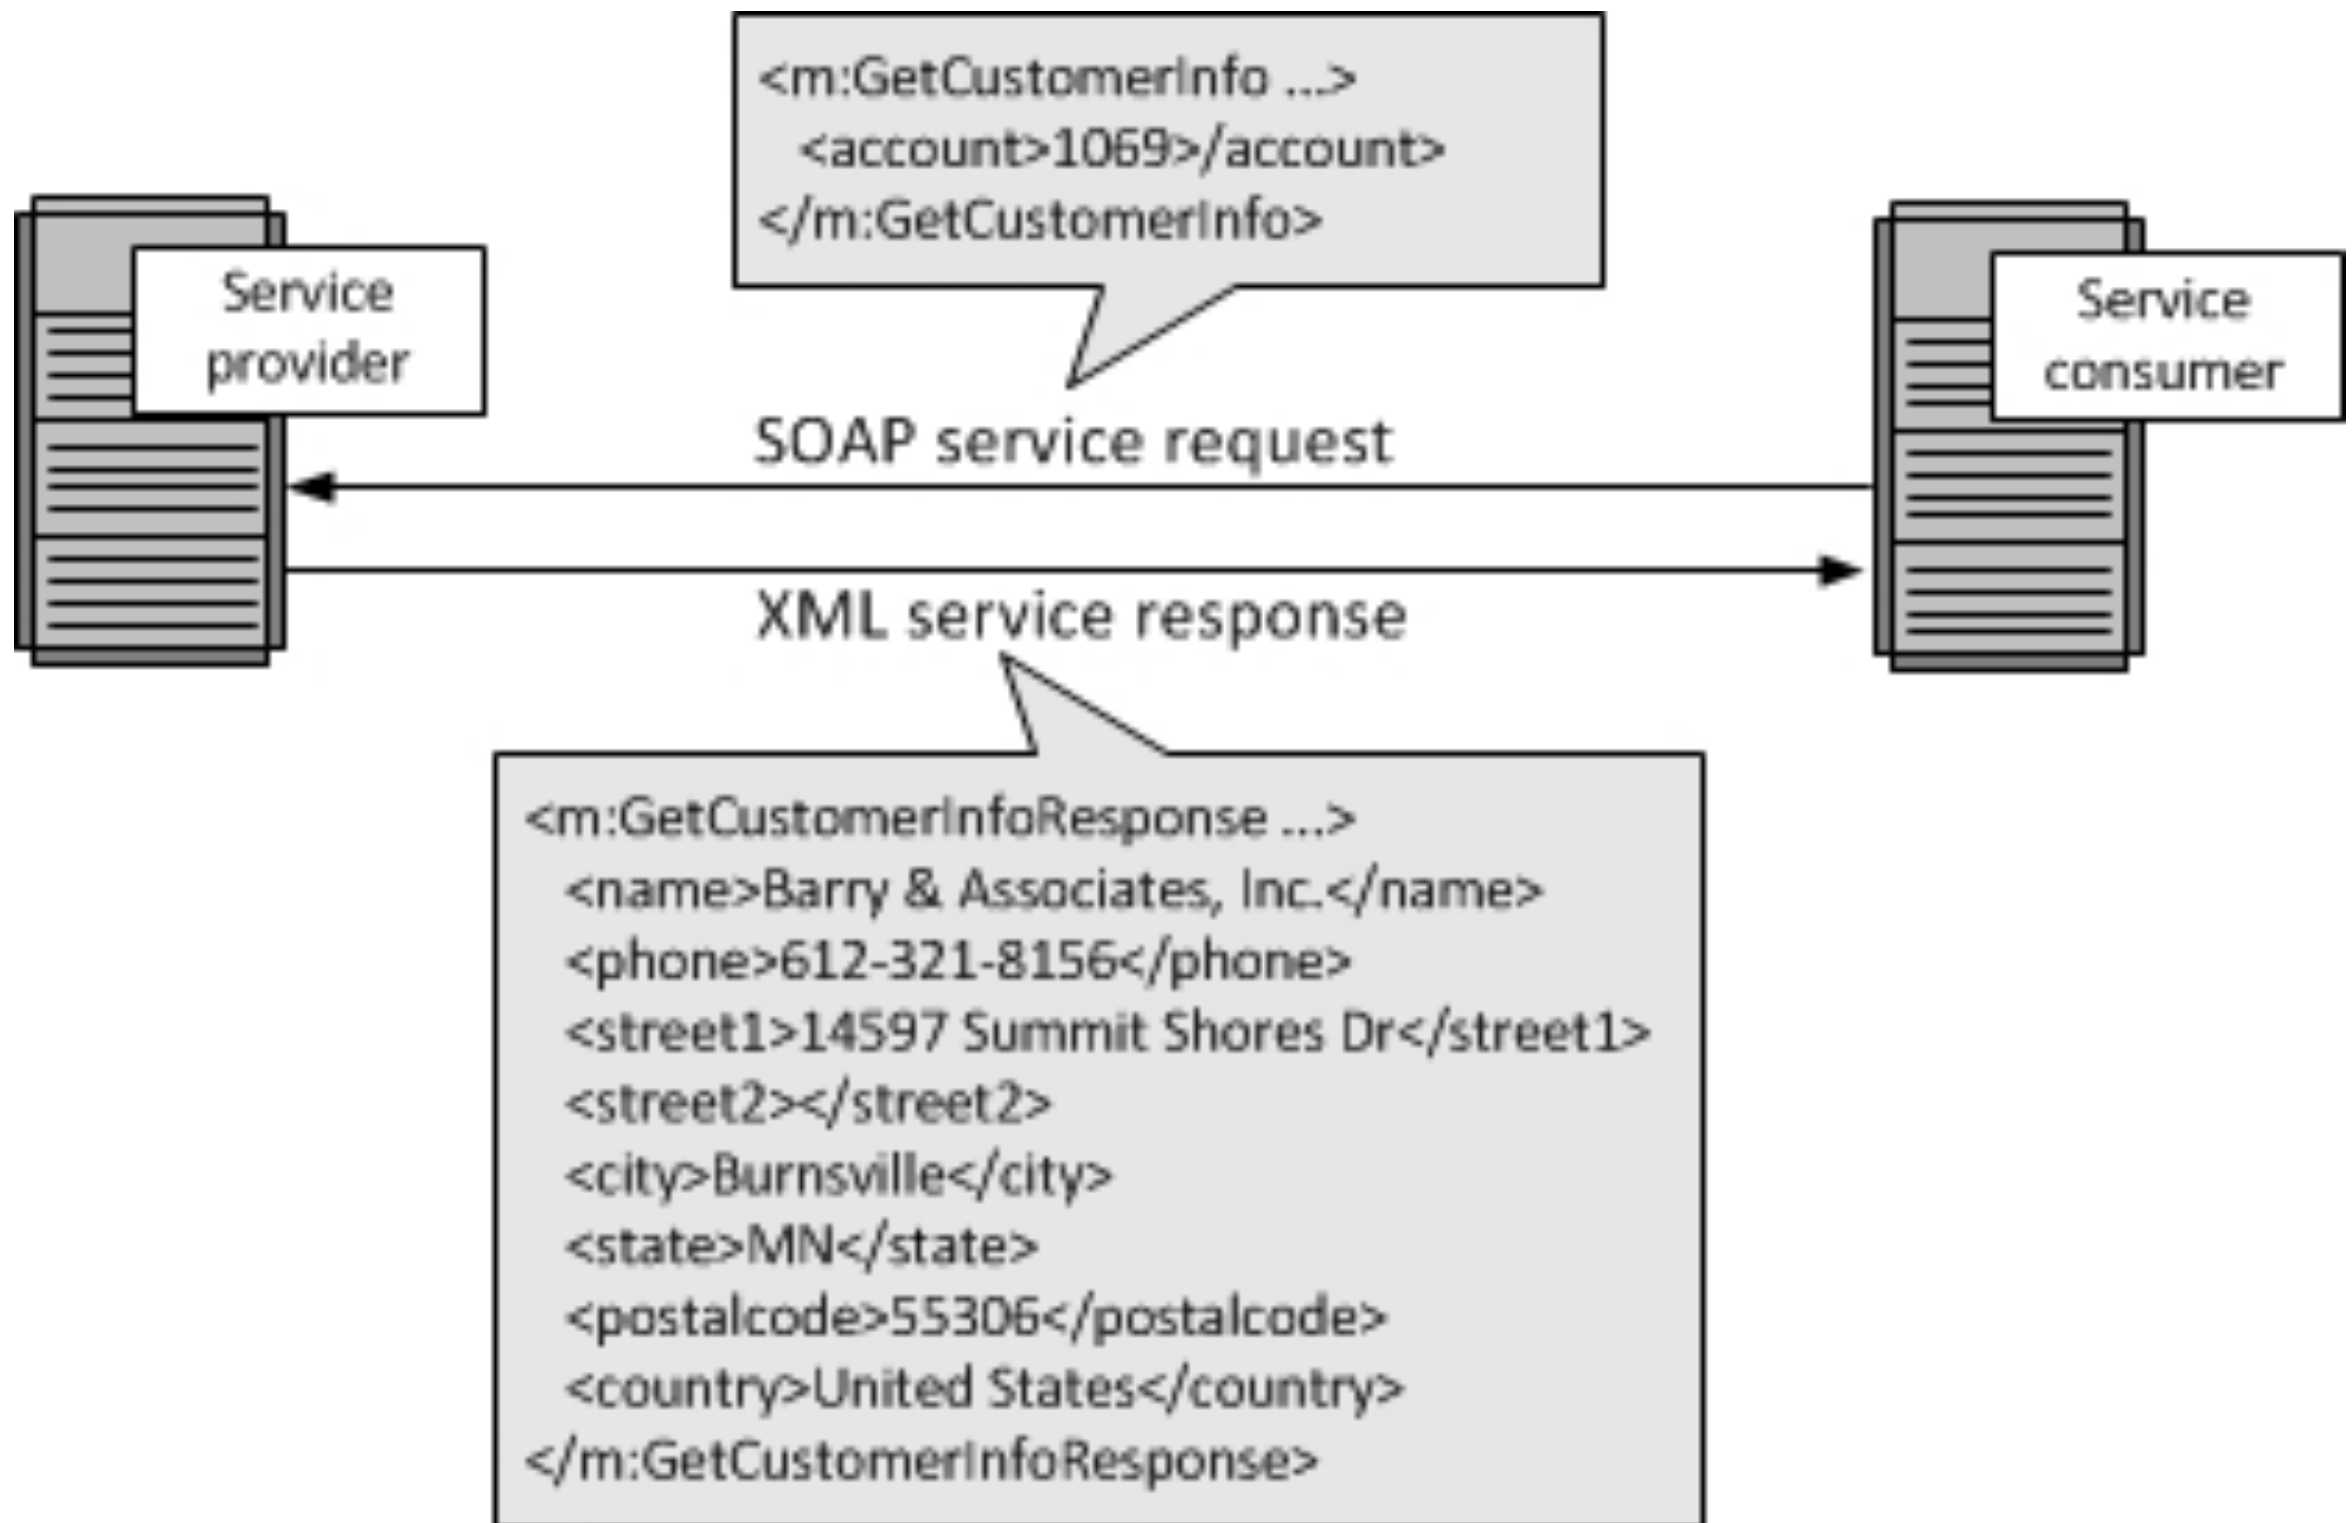 <m:GetCustomerInfo ...>
<account>1069>/account>
</m:GetCustomerInfo>
Service
provider
Service
consumer
SOAP service request
XML service response
<m:GetCustomerInfoResponse ...>
<name>Barry & Associates, Inc.</name>
<phone>612-321-8156</phone>
<street1>14597 Summit Shores Dr</street1>
<street2></street2>
<city>Burnsville</city>
<state>MN</state>
<postalcode>55306</postalcode>
<country>United States</country>
</m:GetCustomerInfoResponse>